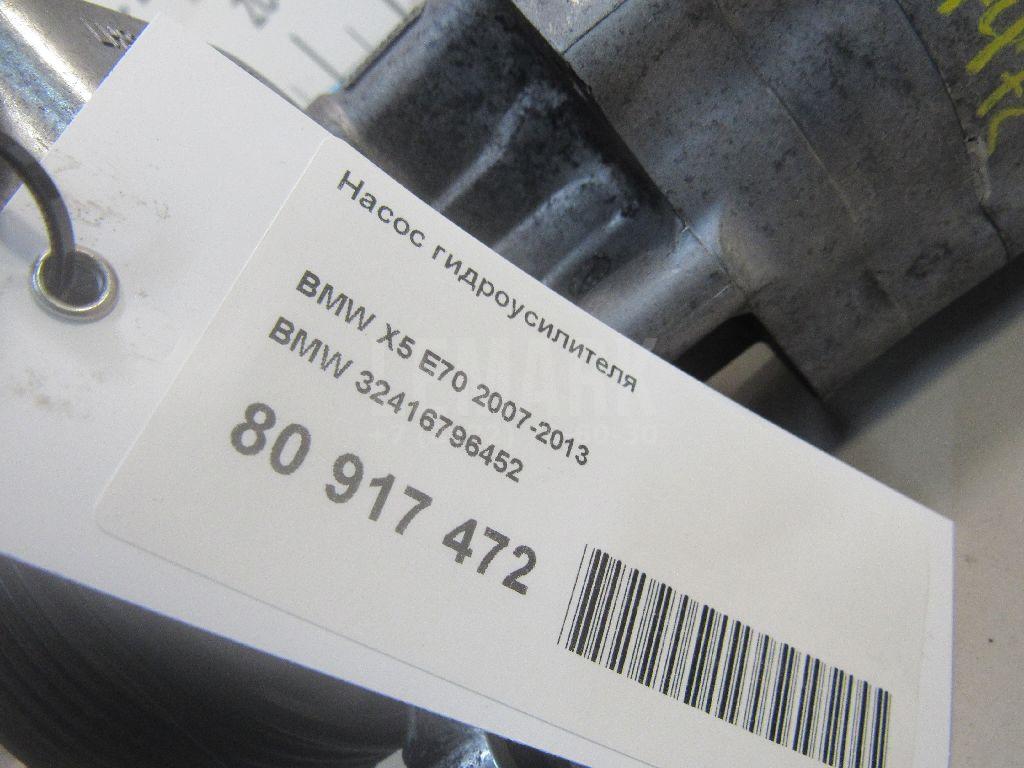 Насос гидроусилителя
BMW X5 E70 2007-2013
BMW 32416796452
80 917 472